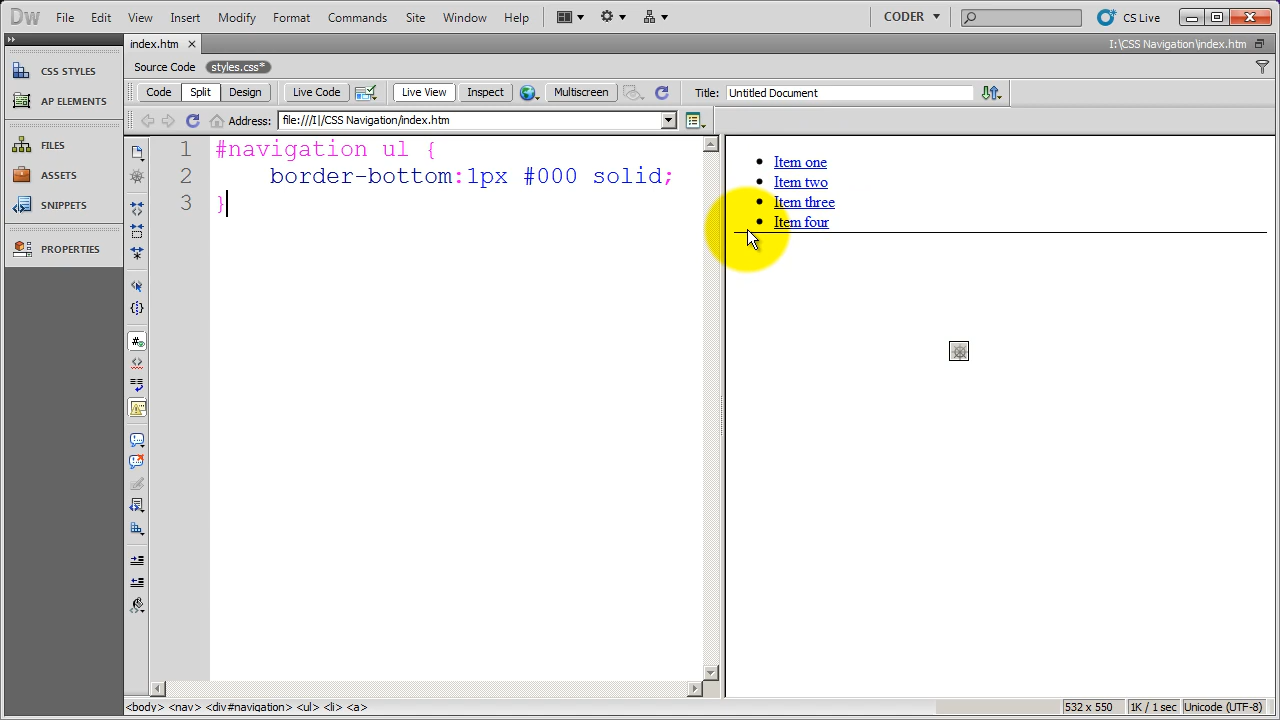 Dw File Edit View Insert Modify Format Commands Site Window Help CODER CS Live
index.htm I:\CSS Navigation\index.htm
Source Code styles.css*
Code Split Design Live Code Live View Inspect Multiscreen Title: Untitled Document
Address: file:///I|/CSS Navigation/index.htm
CSS STYLES
AP ELEMENTS
FILES
ASSETS
SNIPPETS
PROPERTIES
1 #navigation ul {
2 border-bottom:1px #000 solid;
3 }
Item one
Item two
Item three
Item four
<body> <nav> <div#navigation> <ul> <li> <a> 532 x 550 1K / 1 sec Unicode (UTF-8)